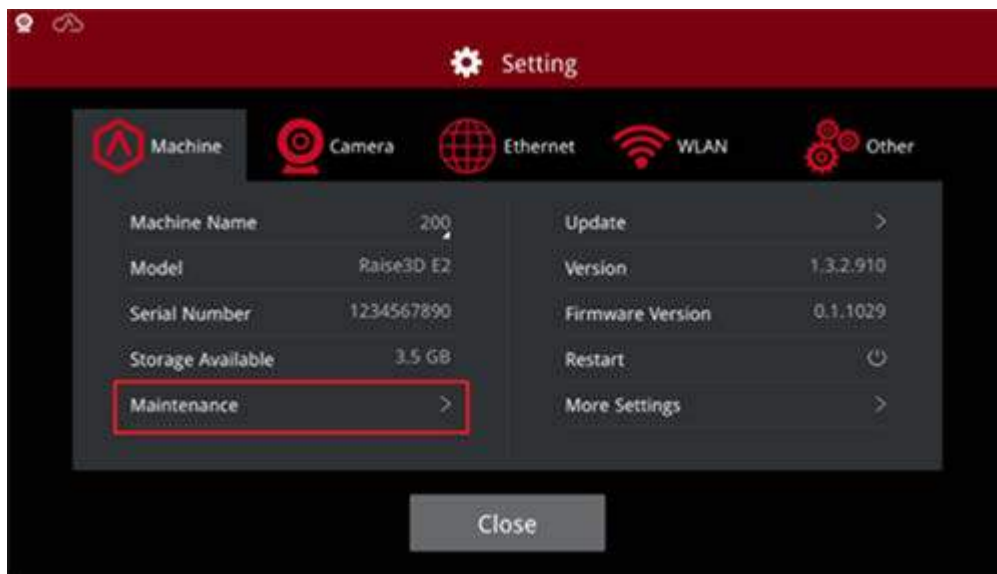 Setting
Machine
Camera
Ethernet
WLAN
Other
Machine Name 200
Model Raise3D E2
Serial Number 1234567890
Storage Available 3.5 GB
Maintenance >
Update >
Version 1.3.2.910
Firmware Version 0.1.1029
Restart
More Settings >
Close